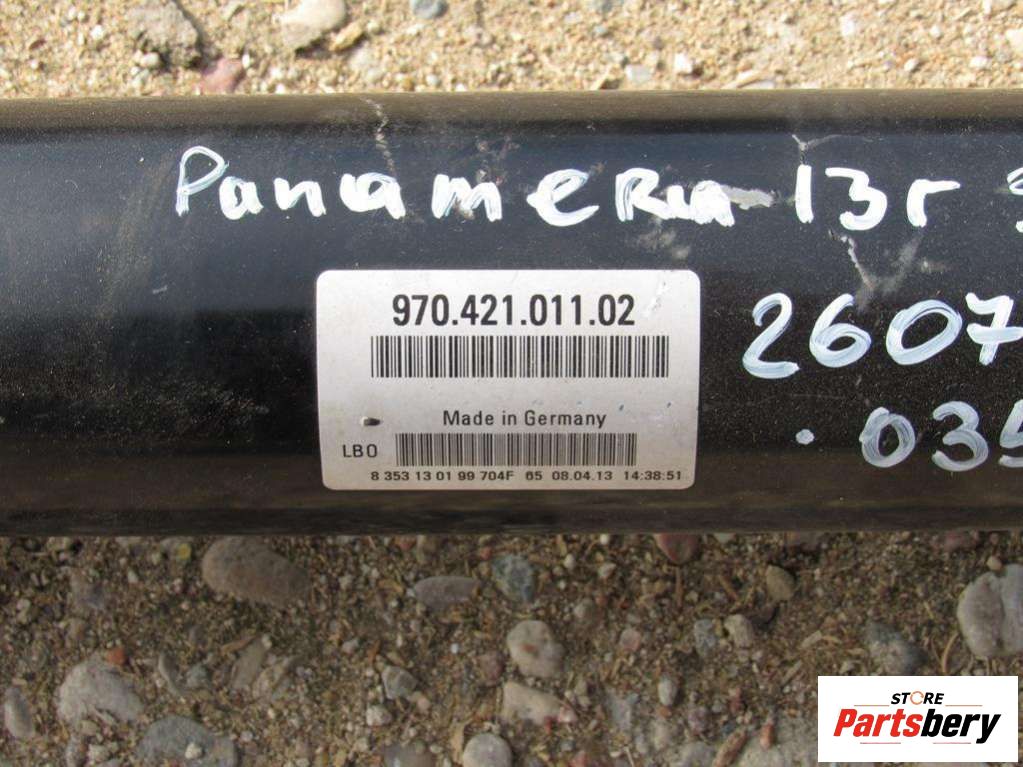 Panamera 13г
970.421.011.02
2607
Made in Germany
.035
LB0
8 353 13 01 99 704F 65 08.04.13 14:38:51
STORE
Partsbery